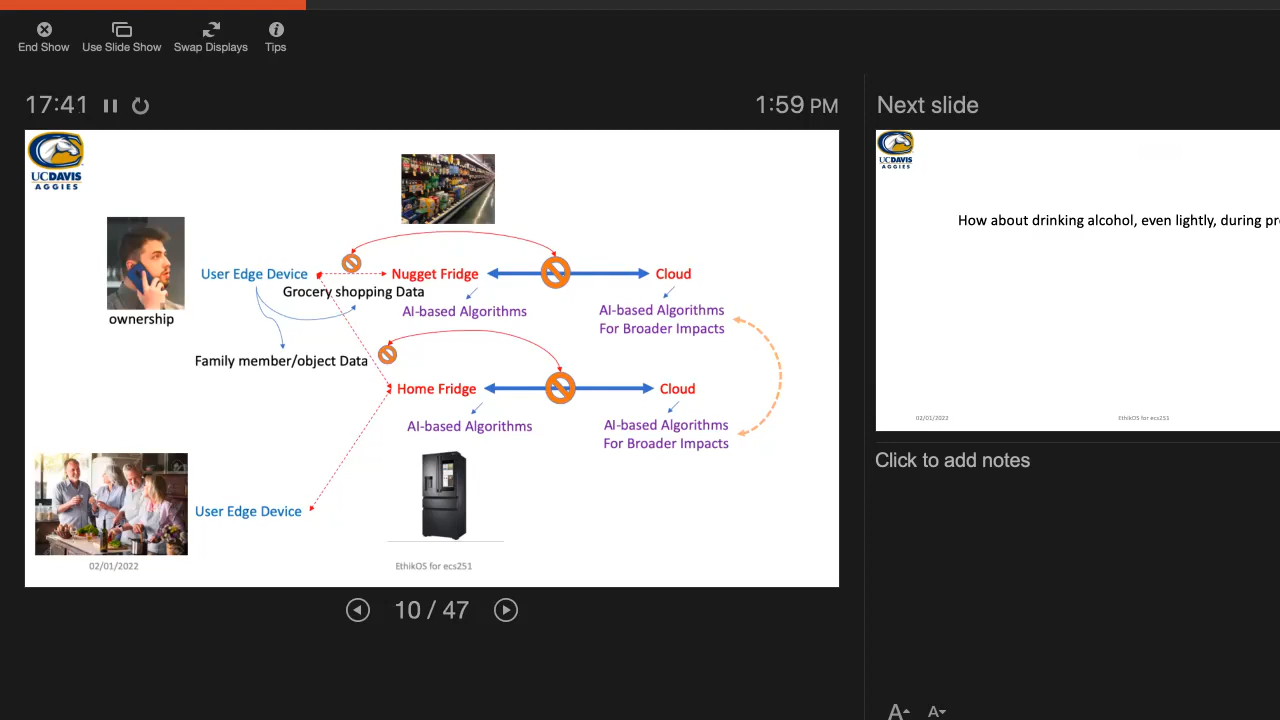 End Show
Use Slide Show
Swap Displays
Tips
17:41
1:59 PM
UCDAVIS
AGGIES
User Edge Device
Nugget Fridge
Cloud
Grocery shopping Data
AI-based Algorithms
AI-based Algorithms
For Broader Impacts
ownership
Family member/object Data
Home Fridge
Cloud
AI-based Algorithms
AI-based Algorithms
For Broader Impacts
User Edge Device
02/01/2022
EthikOS for ecs251
10 / 47
Next slide
UCDAVIS
AGGIES
How about drinking alcohol, even lightly, during pr
02/01/2022
EthikOS for ecs251
Click to add notes
A
A